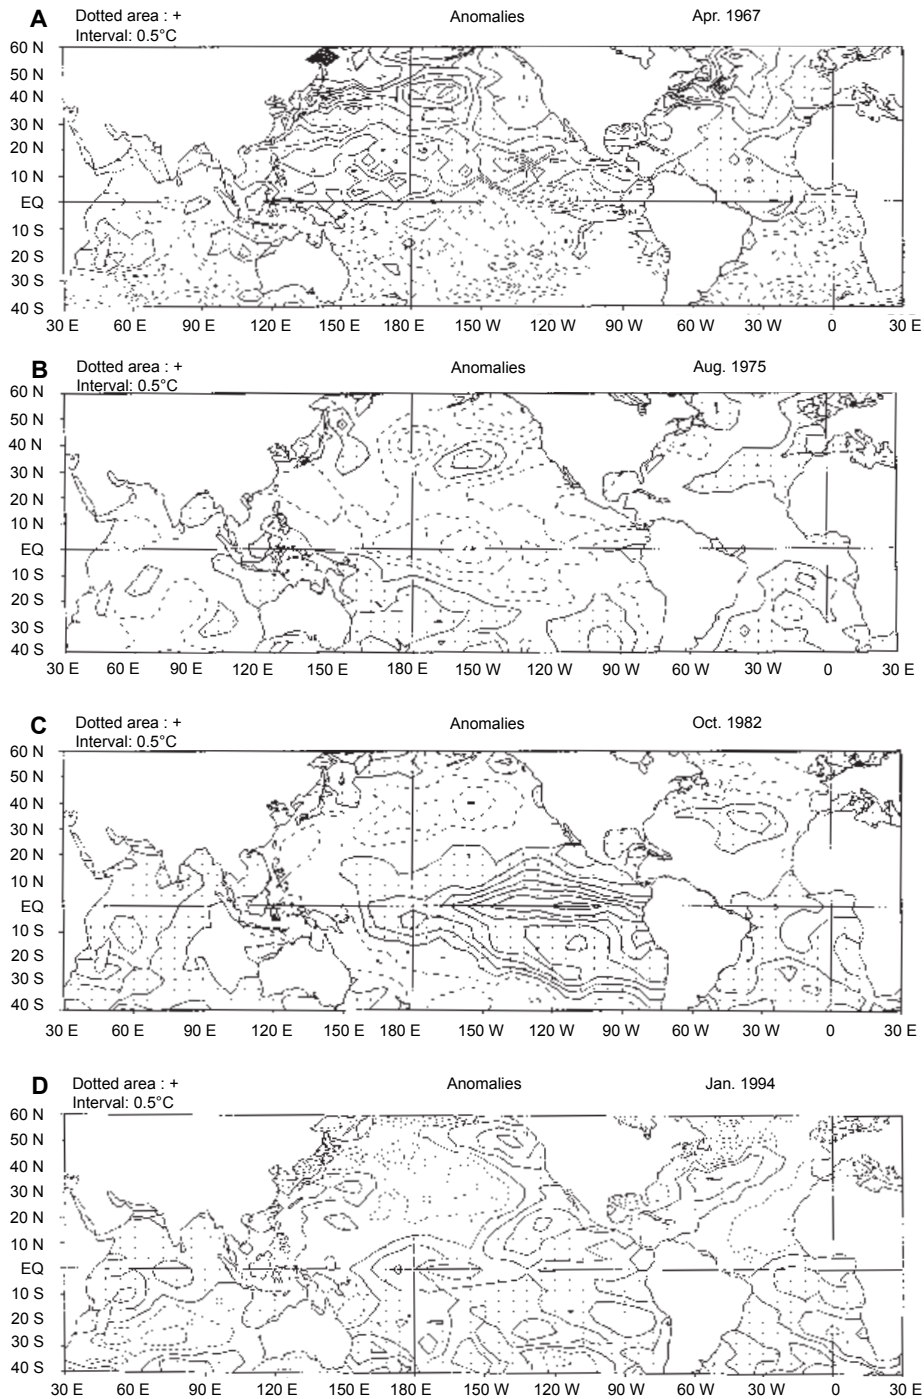 A
Dotted area : +
Interval: 0.5°C
Anomalies
Apr. 1967
60 N
50 N
40 N
30 N
20 N
10 N
EQ
10 S
20 S
30 S
40 S
30 E 60 E 90 E 120 E 150 E 180 E 150 W 120 W 90 W 60 W 30 W 0 30 E
B
Dotted area : +
Interval: 0.5°C
Anomalies
Aug. 1975
60 N
50 N
40 N
30 N
20 N
10 N
EQ
10 S
20 S
30 S
40 S
30 E 60 E 90 E 120 E 150 E 180 E 150 W 120 W 90 W 60 W 30 W 0 30 E
C
Dotted area : +
Interval: 0.5°C
Anomalies
Oct. 1982
60 N
50 N
40 N
30 N
20 N
10 N
EQ
10 S
20 S
30 S
40 S
30 E 60 E 90 E 120 E 150 E 180 E 150 W 120 W 90 W 60 W 30 W 0 30 E
D
Dotted area : +
Interval: 0.5°C
Anomalies
Jan. 1994
60 N
50 N
40 N
30 N
20 N
10 N
EQ
10 S
20 S
30 S
40 S
30 E 60 E 90 E 120 E 150 E 180 E 150 W 120 W 90 W 60 W 30 W 0 30 E